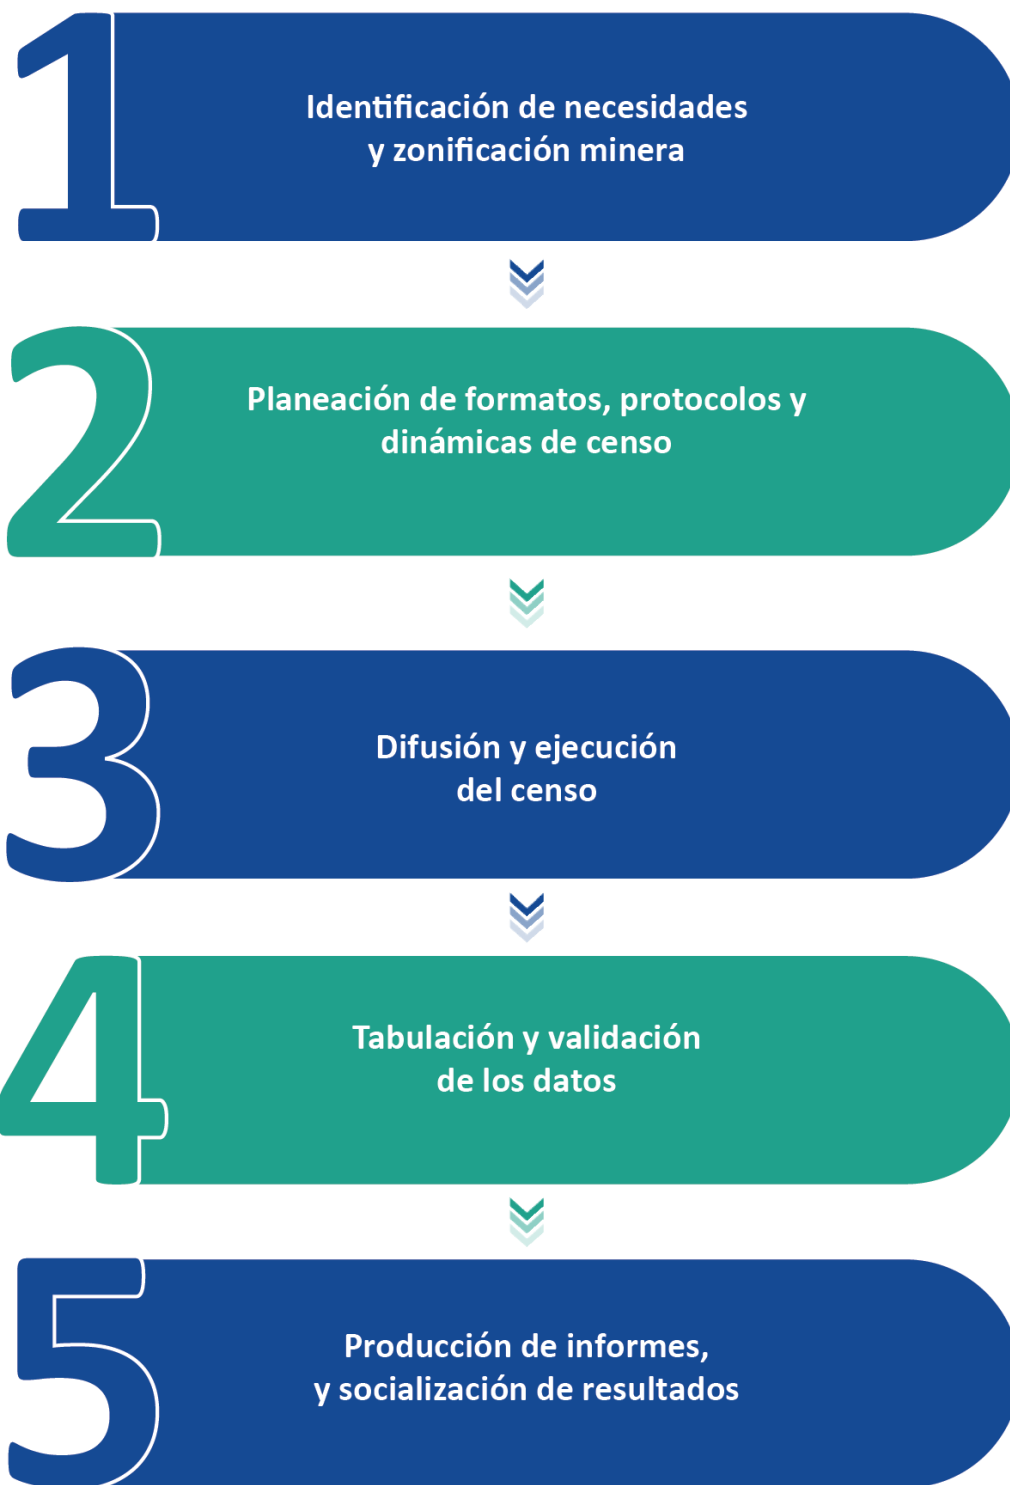 1
Identificación de necesidades
y zonificación minera
2
Planeación de formatos, protocolos y
dinámicas de censo
3
Difusión y ejecución
del censo
4
Tabulación y validación
de los datos
5
Producción de informes,
y socialización de resultados